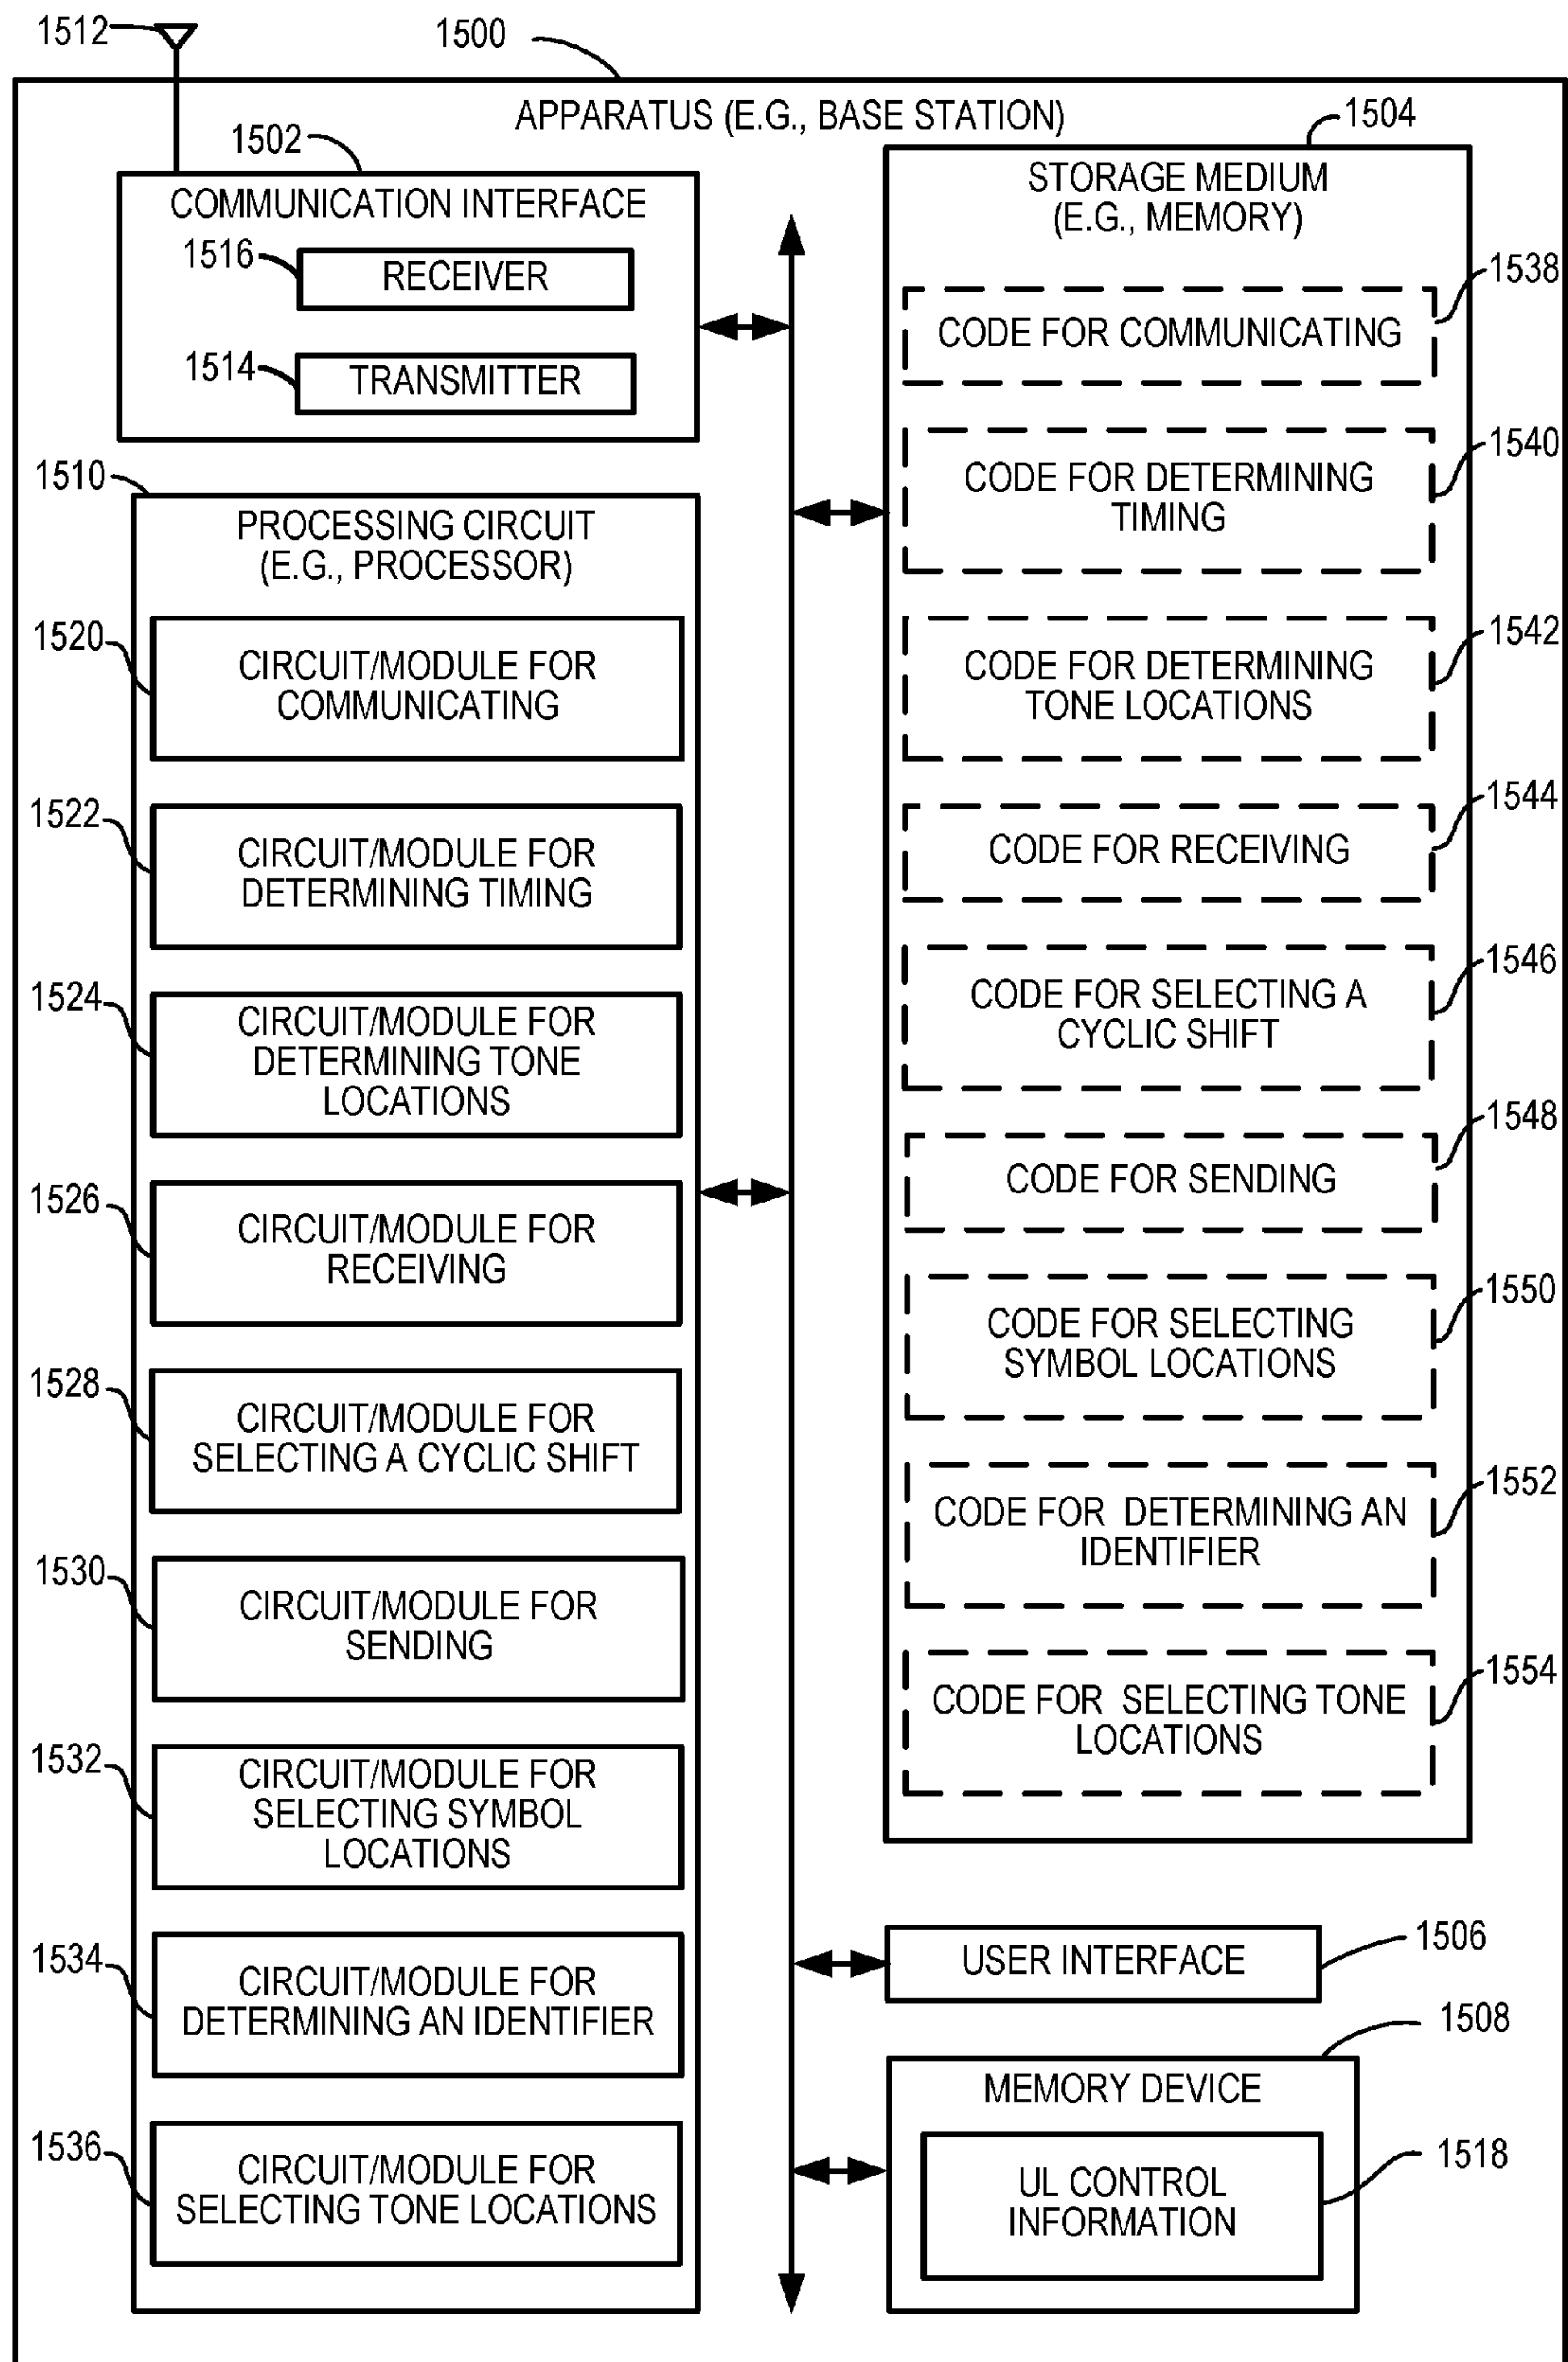 1512
1500
APPARATUS (E.G., BASE STATION)
1502
COMMUNICATION INTERFACE
1516
RECEIVER
1514
TRANSMITTER
1510
PROCESSING CIRCUIT
(E.G., PROCESSOR)
1520
CIRCUIT/MODULE FOR
COMMUNICATING
1522
CIRCUIT/MODULE FOR
DETERMINING TIMING
1524
CIRCUIT/MODULE FOR
DETERMINING TONE
LOCATIONS
1526
CIRCUIT/MODULE FOR
RECEIVING
1528
CIRCUIT/MODULE FOR
SELECTING A CYCLIC SHIFT
1530
CIRCUIT/MODULE FOR
SENDING
1532
CIRCUIT/MODULE FOR
SELECTING SYMBOL
LOCATIONS
1534
CIRCUIT/MODULE FOR
DETERMINING AN IDENTIFIER
1536
CIRCUIT/MODULE FOR
SELECTING TONE LOCATIONS
1504
STORAGE MEDIUM
(E.G., MEMORY)
1538
CODE FOR COMMUNICATING
1540
CODE FOR DETERMINING
TIMING
1542
CODE FOR DETERMINING
TONE LOCATIONS
1544
CODE FOR RECEIVING
1546
CODE FOR SELECTING A
CYCLIC SHIFT
1548
CODE FOR SENDING
1550
CODE FOR SELECTING
SYMBOL LOCATIONS
1552
CODE FOR DETERMINING AN
IDENTIFIER
1554
CODE FOR SELECTING TONE
LOCATIONS
1506
USER INTERFACE
1508
MEMORY DEVICE
1518
UL CONTROL
INFORMATION